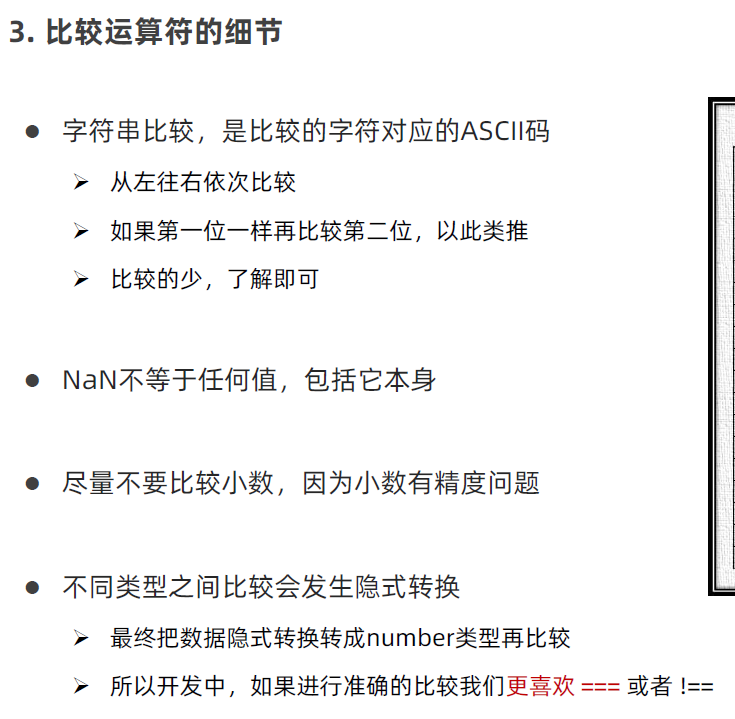 3. 比较运算符的细节
● 字符串比较，是比较的字符对应的ASCII码
➢ 从左往右依次比较
➢ 如果第一位一样再比较第二位，以此类推
➢ 比较的少，了解即可
● NaN不等于任何值，包括它本身
● 尽量不要比较小数，因为小数有精度问题
● 不同类型之间比较会发生隐式转换
➢ 最终把数据隐式转换转成number类型再比较
➢ 所以开发中，如果进行准确的比较我们更喜欢 === 或者 !==